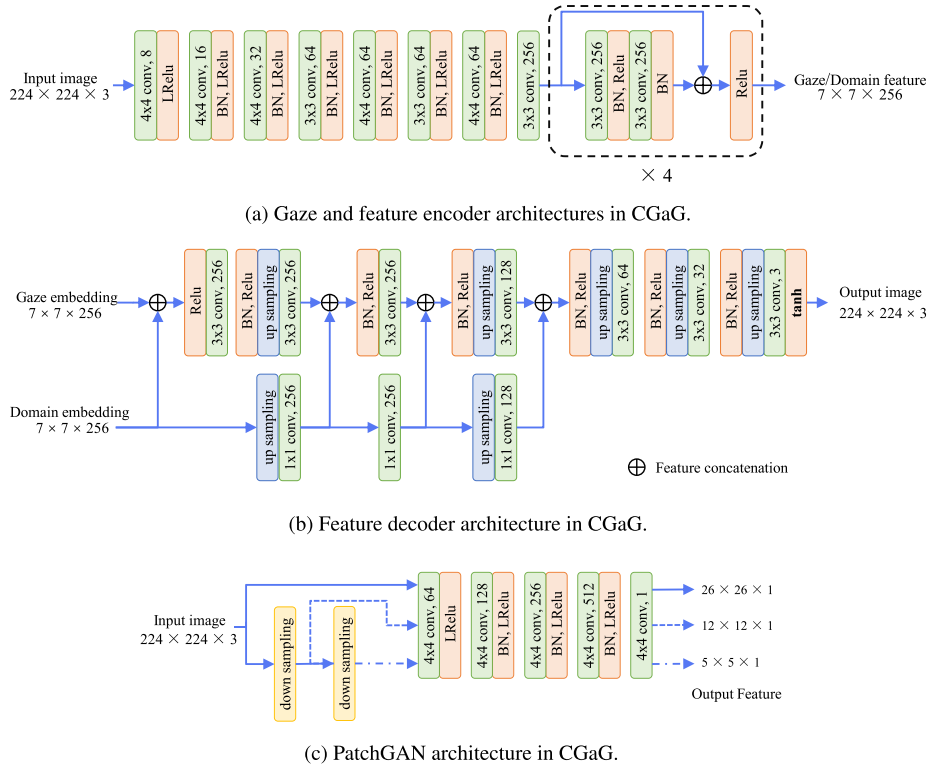 Input image
224 × 224 × 3
4x4 conv, 8
LRelu
4x4 conv, 16
BN, LRelu
4x4 conv, 32
BN, LRelu
3x3 conv, 64
BN, LRelu
4x4 conv, 64
BN, LRelu
3x3 conv, 64
BN, LRelu
4x4 conv, 64
BN, LRelu
3x3 conv, 256
3x3 conv, 256
BN, Relu
3x3 conv, 256
BN
Relu
Gaze/Domain feature
7 × 7 × 256
× 4
(a) Gaze and feature encoder architectures in CGaG.
Gaze embedding
7 × 7 × 256
Relu
3x3 conv, 256
BN, Relu
up sampling
3x3 conv, 256
BN, Relu
3x3 conv, 256
BN, Relu
up sampling
3x3 conv, 128
BN, Relu
up sampling
3x3 conv, 64
BN, Relu
up sampling
3x3 conv, 32
BN, Relu
up sampling
3x3 conv, 3
tanh
Output image
224 × 224 × 3
Domain embedding
7 × 7 × 256
up sampling
1x1 conv, 256
1x1 conv, 256
up sampling
1x1 conv, 128
Feature concatenation
(b) Feature decoder architecture in CGaG.
Input image
224 × 224 × 3
down sampling
down sampling
4x4 conv, 64
LRelu
4x4 conv, 128
BN, LRelu
4x4 conv, 256
BN, LRelu
4x4 conv, 512
BN, LRelu
4x4 conv, 1
26 × 26 × 1
12 × 12 × 1
5 × 5 × 1
Output Feature
(c) PatchGAN architecture in CGaG.